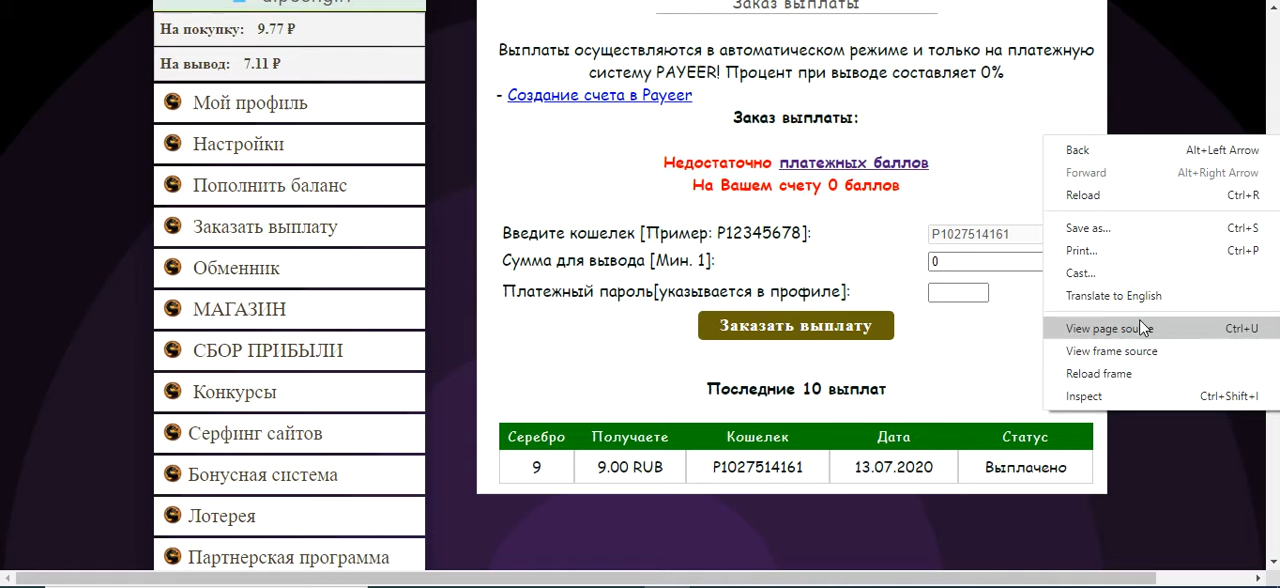 На покупку: 9.77 ₽
На вывод: 7.11 ₽
Мой профиль
Настройки
Пополнить баланс
Заказать выплату
Обменник
МАГАЗИН
СБОР ПРИБЫЛИ
Конкурсы
Серфинг сайтов
Бонусная система
Лотерея
Партнерская программа
Заказ выплаты
Выплаты осуществляются в автоматическом режиме и только на платежную
систему PAYEER! Процент при выводе составляет 0%
- Создание счета в Payeer
Заказ выплаты:
Недостаточно платежных баллов
На Вашем счету 0 баллов
Введите кошелек [Пример: P12345678]: P1027514161
Сумма для вывода [Мин. 1]: 0
Платежный пароль[указывается в профиле]:
Заказать выплату
Последние 10 выплат
Серебро Получаете Кошелек Дата Статус
9 9.00 RUB P1027514161 13.07.2020 Выплачено
Back Alt+Left Arrow
Forward Alt+Right Arrow
Reload Ctrl+R
Save as... Ctrl+S
Print... Ctrl+P
Cast...
Translate to English
View page source Ctrl+U
View frame source
Reload frame
Inspect Ctrl+Shift+I